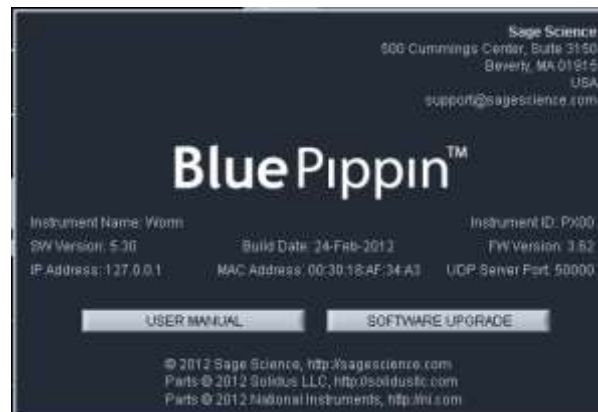 Sage Science
500 Cummings Center, Suite 3150
Beverly, MA 01915
USA
support@sagescience.com
BluePippin™
Instrument Name: Worm Instrument ID: PX00
SW Version: 5.30 Build Date: 24-Feb-2012 FW Version: 3.62
IP Address: 127.0.0.1 MAC Address: 00:30:18:AF:34:A3 UDP Server Port: 50000
USER MANUAL SOFTWARE UPGRADE
© 2012 Sage Science, http://sagescience.com
Parts © 2012 Solidus LLC, http://solidusllc.com
Parts © 2012 National Instruments, http://ni.com